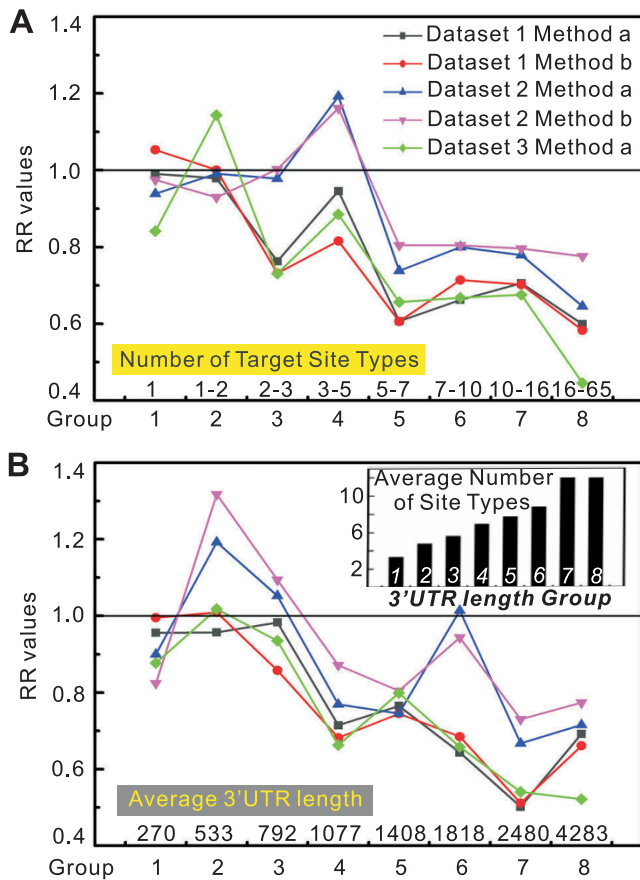 A
1.4
1.2
1.0
0.8
0.6
0.4
RR values
Dataset 1 Method a
Dataset 1 Method b
Dataset 2 Method a
Dataset 2 Method b
Dataset 3 Method a
Number of Target Site Types
1 1-2 2-3 3-5 5-7 7-10 10-16 16-65
Group 1 2 3 4 5 6 7 8
B
1.4
1.2
1.0
0.8
0.6
0.4
RR values
Average Number
of Site Types
10
6
2
1 2 3 4 5 6 7 8
3'UTR length Group
Average 3'UTR length
270 533 792 1077 1408 1818 2480 4283
Group 1 2 3 4 5 6 7 8